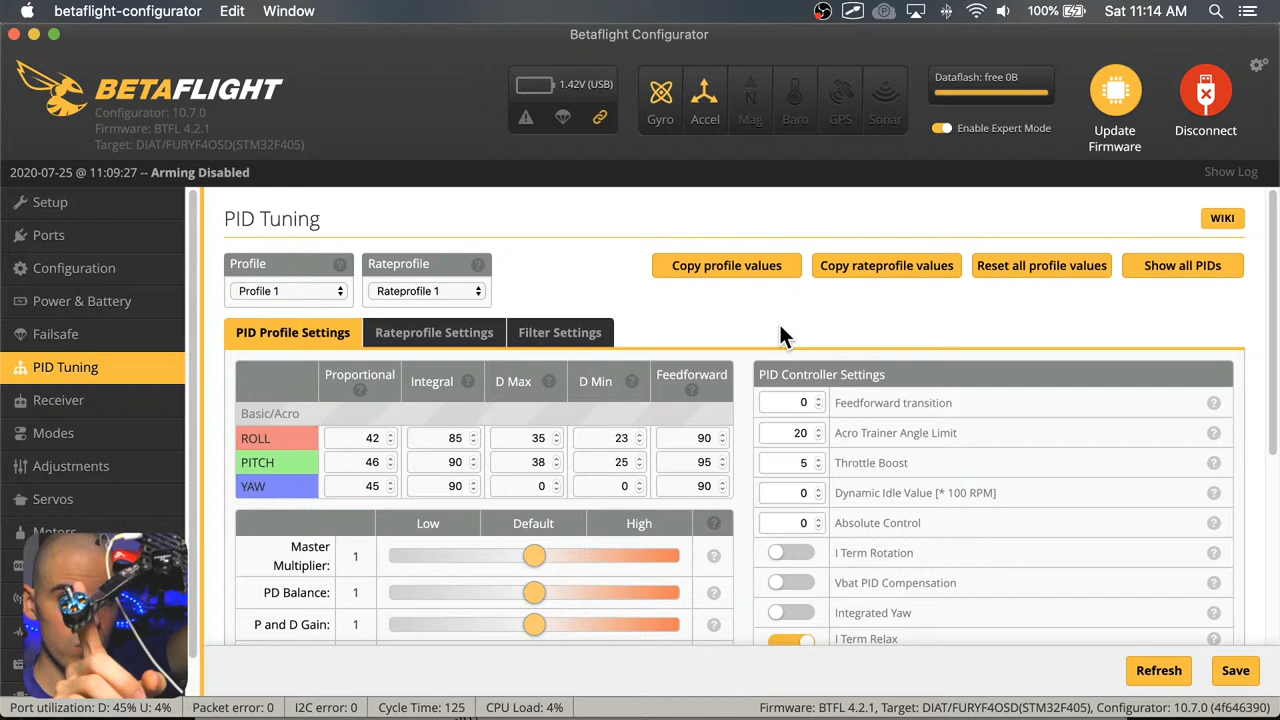 betaflight-configurator Edit Window 100% Sat 11:14 AM
Betaflight Configurator
BETAFLIGHT
Configurator: 10.7.0
Firmware: BTFL 4.2.1
Target: DIAT/FURYF4OSD(STM32F405)
1.42V (USB)
Gyro Accel Mag Baro GPS Sonar
Dataflash: free 0B
Enable Expert Mode
Update Firmware
Disconnect
2020-07-25 @ 11:09:27 -- Arming Disabled
Show Log
Setup
Ports
Configuration
Power & Battery
Failsafe
PID Tuning
Receiver
Modes
Adjustments
Servos
Motors
PID Tuning
WIKI
Profile
Profile 1
Rateprofile
Rateprofile 1
Copy profile values
Copy rateprofile values
Reset all profile values
Show all PIDs
PID Profile Settings
Rateprofile Settings
Filter Settings
Proportional Integral D Max D Min Feedforward
Basic/Acro
ROLL 42 85 35 23 90
PITCH 46 90 38 25 95
YAW 45 90 0 0 90
Low Default High
Master
Multiplier: 1
PD Balance: 1
P and D Gain: 1
PID Controller Settings
0 Feedforward transition
20 Acro Trainer Angle Limit
5 Throttle Boost
0 Dynamic Idle Value [* 100 RPM]
0 Absolute Control
I Term Rotation
Vbat PID Compensation
Integrated Yaw
I Term Relax
Refresh
Save
Port utilization: D: 45% U: 4% Packet error: 0 I2C error: 0 Cycle Time: 125 CPU Load: 4% Firmware: BTFL 4.2.1, Target: DIAT/FURYF4OSD(STM32F405), Configurator: 10.7.0 (4f646390)